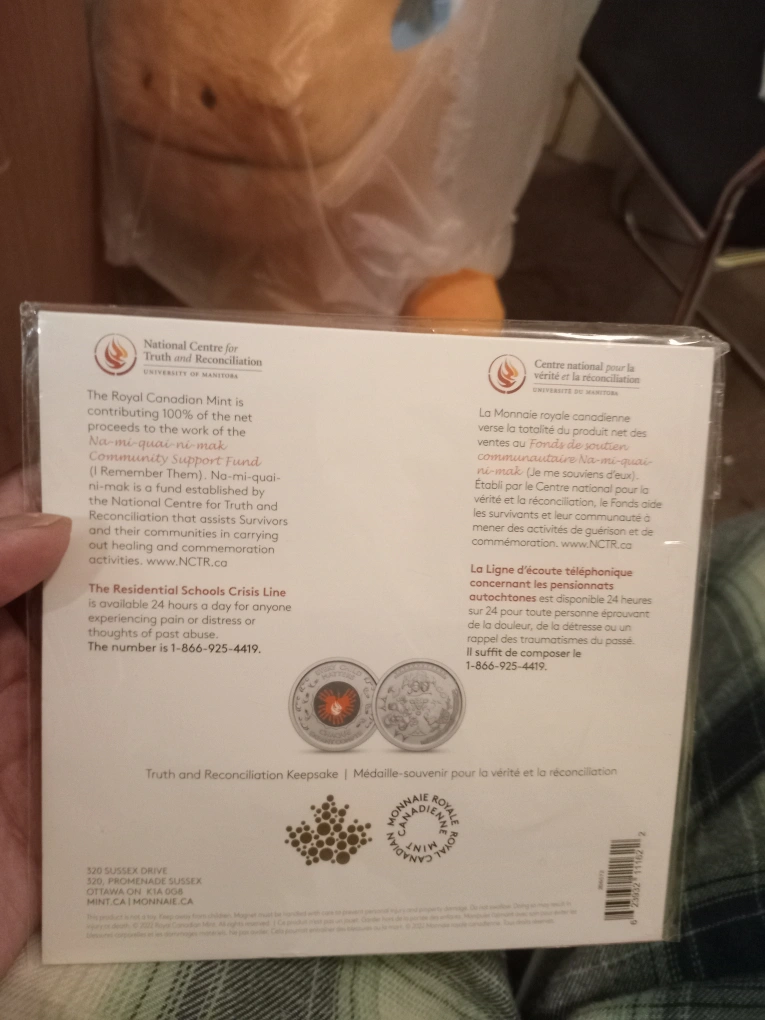 National Centre for
Truth and Reconciliation
UNIVERSITY OF MANITOBA
The Royal Canadian Mint is
contributing 100% of the net
proceeds to the work of the
Na-mi-quai-ni-mak
Community Support Fund
(I Remember Them). Na-mi-quai-
ni-mak is a fund established by
the National Centre for Truth and
Reconciliation that assists Survivors
and their communities in carrying
out healing and commemoration
activities. www.NCTR.ca
The Residential Schools Crisis Line
is available 24 hours a day for anyone
experiencing pain or distress or
thoughts of past abuse.
The number is 1-866-925-4419.
Centre national pour la
vérité et la réconciliation
UNIVERSITÉ DU MANITOBA
La Monnaie royale canadienne
verse la totalité du produit net des
ventes au Fonds de soutien
communautaire Na-mi-quai-
ni-mak (Je me souviens d'eux).
Établi par le Centre national pour la
vérité et la réconciliation, le Fonds aide
les survivants et leur communauté à
mener des activités de guérison et de
commémoration. www.NCTR.ca
La Ligne d'écoute téléphonique
concernant les pensionnats
autochtones est disponible 24 heures
sur 24 pour toute personne éprouvant
de la douleur, de la détresse ou un
rappel des traumatismes du passé.
Il suffit de composer le
1-866-925-4419.
EVERY CHILD
MATTERS
Truth and Reconciliation Keepsake | Médaille-souvenir pour la vérité et la réconciliation
MONNAIE ROYALE CANADIENNE
ROYAL CANADIAN MINT
320 SUSSEX DRIVE
320, PROMENADE SUSSEX
OTTAWA ON K1A 0G8
MINT.CA | MONNAIE.CA
6 23932 11162 2